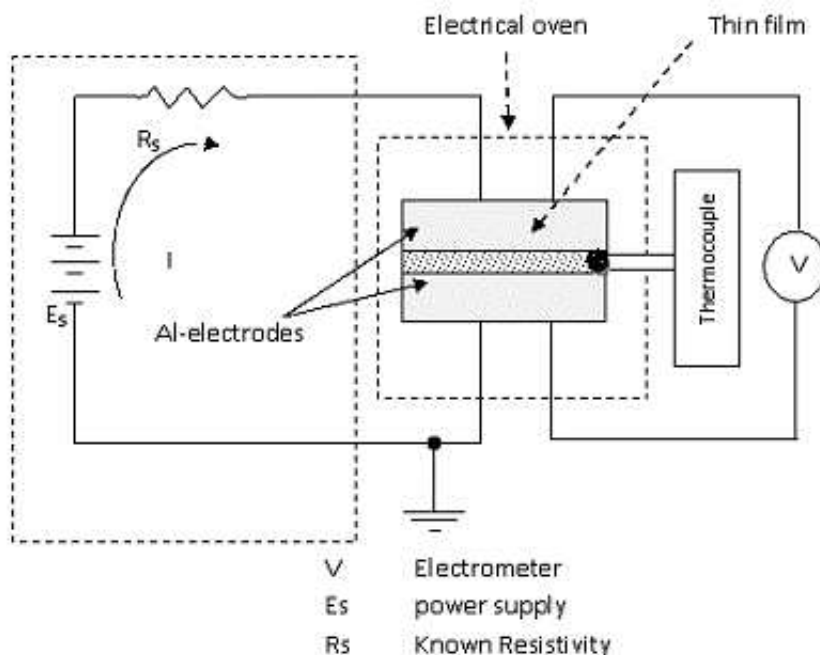 Electrical oven Thin film
Rs
I
Es
Al-electrodes
Thermocouple
V
V Electrometer
Es power supply
Rs Known Resistivity